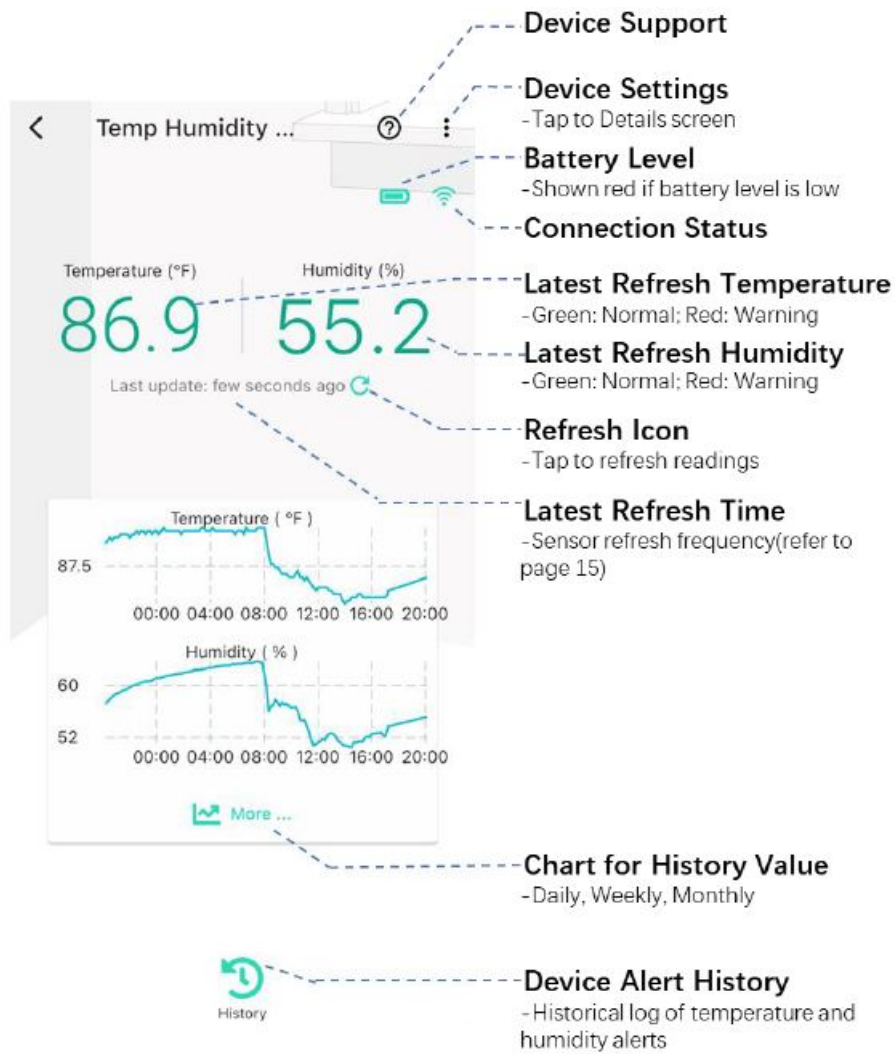 Device Support
Device Settings
-Tap to Details screen
Temp Humidity ...
Battery Level
-Shown red if battery level is low
Connection Status
Temperature (°F)
Humidity (%)
86.9
55.2
Latest Refresh Temperature
-Green: Normal; Red: Warning
Latest Refresh Humidity
-Green: Normal; Red: Warning
Last update: few seconds ago
Refresh Icon
-Tap to refresh readings
Latest Refresh Time
-Sensor refresh frequency(refer to
page 15)
Temperature ( °F )
87.5
00:00 04:00 08:00 12:00 16:00 20:00
Humidity ( % )
60
52
00:00 04:00 08:00 12:00 16:00 20:00
More ...
Chart for History Value
-Daily, Weekly, Monthly
History
Device Alert History
-Historical log of temperature and
humidity alerts